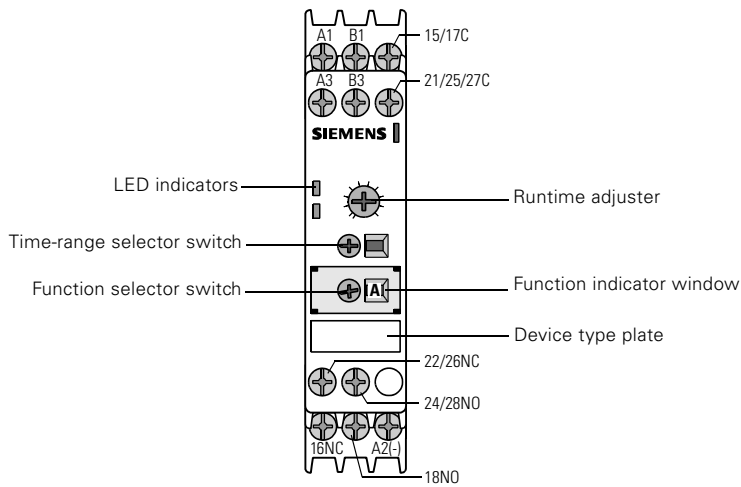 A1 B1 15/17C
A3 B3 21/25/27C
SIEMENS
LED indicators
Runtime adjuster
Time-range selector switch
Function selector switch
A
Function indicator window
Device type plate
22/26NC
24/28NO
16NC A2(-)
18NO